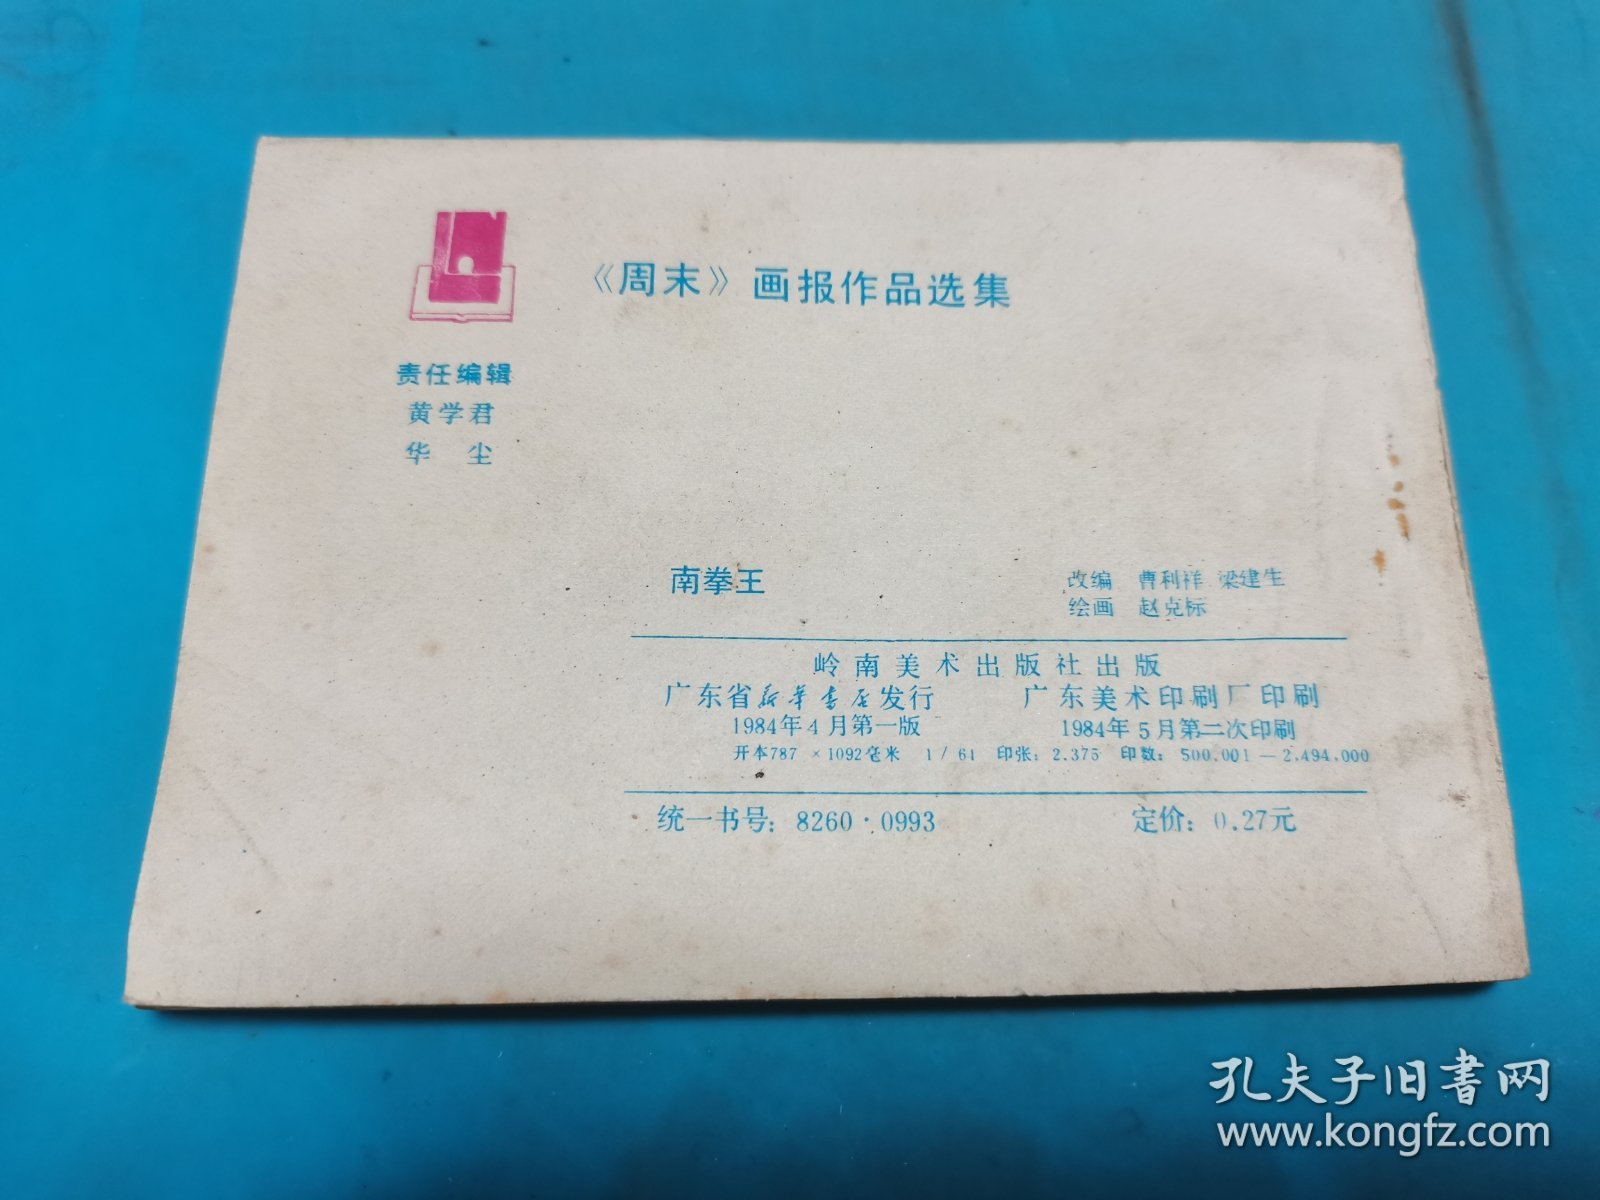 《周末》画报作品选集
责任编辑
黄学君
华 尘
南拳王
改编 曹利祥 梁建生
绘画 赵克标
岭南美术出版社出版
广东省新华书店发行 广东美术印刷厂印刷
1984年4月第一版 1984年5月第二次印刷
开本787×1092毫米 1/64 印张:2.375 印数:500,001—2,494,000
统一书号:8260·0993 定价:0.27元
孔夫子旧书网
www.kongfz.com